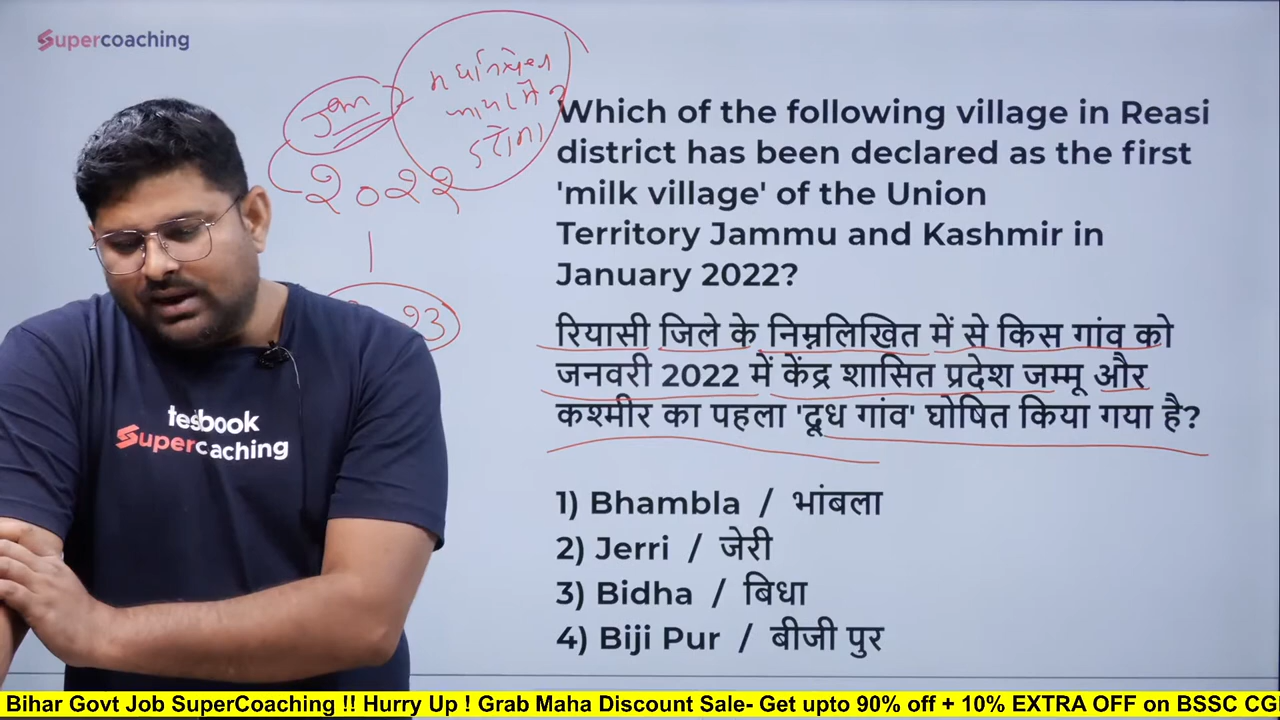 Supercoaching
Jan
2022
23
Which of the following village in Reasi
district has been declared as the first
'milk village' of the Union
Territory Jammu and Kashmir in
January 2022?
रियासी जिले के निम्नलिखित में से किस गांव को
जनवरी 2022 में केंद्र शासित प्रदेश जम्मू और
कश्मीर का पहला 'दूध गांव' घोषित किया गया है?
1) Bhambla / भांबला
2) Jerri / जेरी
3) Bidha / बिधा
4) Biji Pur / बीजी पुर
testbook
Supercoaching
Bihar Govt Job SuperCoaching !! Hurry Up ! Grab Maha Discount Sale- Get upto 90% off + 10% EXTRA OFF on BSSC CG